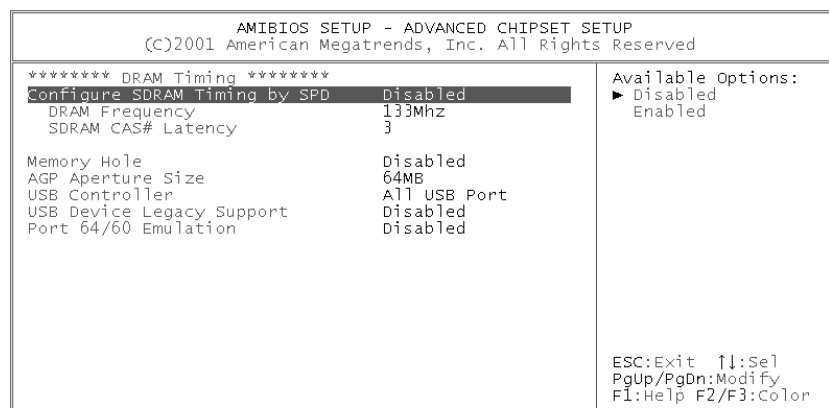 AMIBIOS SETUP - ADVANCED CHIPSET SETUP
(C)2001 American Megatrends, Inc. All Rights Reserved
******** DRAM Timing ********
Configure SDRAM Timing by SPD Disabled
DRAM Frequency 133Mhz
SDRAM CAS# Latency 3
Memory Hole Disabled
AGP Aperture Size 64MB
USB Controller All USB Port
USB Device Legacy Support Disabled
Port 64/60 Emulation Disabled
Available Options:
► Disabled
Enabled
ESC:Exit ↑↓:Sel
PgUp/PgDn:Modify
F1:Help F2/F3:Color